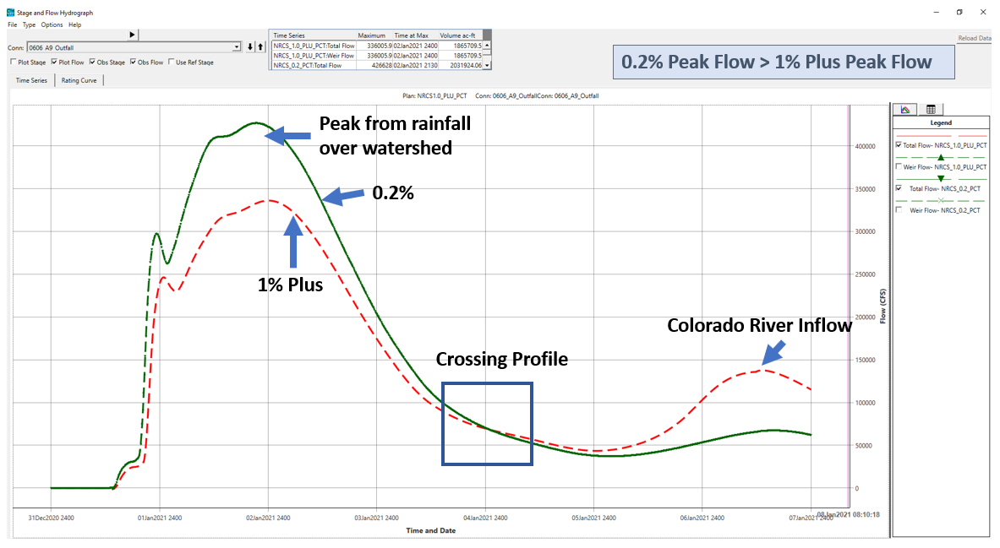 Stage and Flow Hydrograph
File Type Options Help
Conn: 0606 A9 Outfall
Plot Stage Plot Flow Obs Stage Obs Flow Use Ref Stage
Time Series Maximum Time at Max Volume ac-ft
NRCS_1.0_PLU_PCT:Total Flow 336005.9 02Jan2021 2400 1865709.5
NRCS_1.0_PLU_PCT:Weir Flow 336005.9 02Jan2021 2400 1865709.5
NRCS_0.2_PCT:Total Flow 426628 02Jan2021 2130 2031924.06
Reload Data
0.2% Peak Flow > 1% Plus Peak Flow
Time Series Rating Curve
Plan: NRCS1.0_PLU_PCT Conn: 0606_A9_OutfallConn: 0606_A9_Outfall
Peak from rainfall
over watershed
0.2%
1% Plus
Crossing Profile
Colorado River Inflow
400000
350000
300000
250000
200000
150000
100000
50000
0
Flow (CFS)
31Dec2020 2400 01Jan2021 2400 02Jan2021 2400 03Jan2021 2400 04Jan2021 2400 05Jan2021 2400 06Jan2021 2400 07Jan2021 2400
08Jan2021 08:10:18
Time and Date
Legend
Total Flow- NRCS_1.0_PLU_PCT
Weir Flow- NRCS_1.0_PLU_PCT
Total Flow- NRCS_0.2_PCT
Weir Flow- NRCS_0.2_PCT